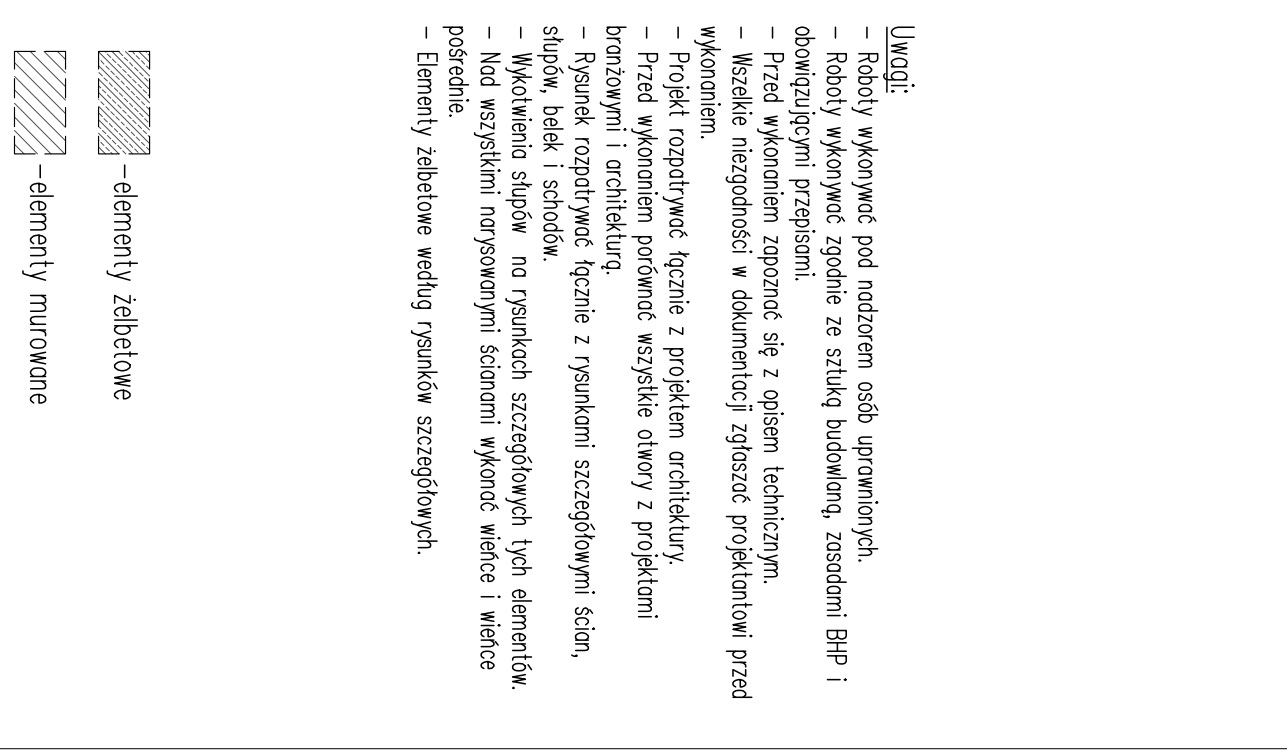 Uwagi:
- Roboty wykonywać pod nadzorem osób uprawnionych.
- Roboty wykonywać zgodnie ze sztuką budowlaną, zasadami BHP i
obowiązującymi przepisami.
- Przed wykonaniem zapoznać się z opisem technicznym.
- Wszelkie niezgodności w dokumentacji zgłaszać projektantowi przed
wykonaniem.
- Projekt rozpatrywać łącznie z projektem architektury.
- Przed wykonaniem porównać wszystkie otwory z projektami
branżowymi i architekturą.
- Rysunek rozpatrywać łącznie z rysunkami szczegółowymi ścian,
słupów, belek i schodów.
- Wykotwienia słupów na rysunkach szczegółowych tych elementów.
- Nad wszystkimi narysowanymi ścianami wykonać wieńce i wieńce
pośrednie.
- Elementy żelbetowe według rysunków szczegółowych.
-elementy żelbetowe
-elementy murowane